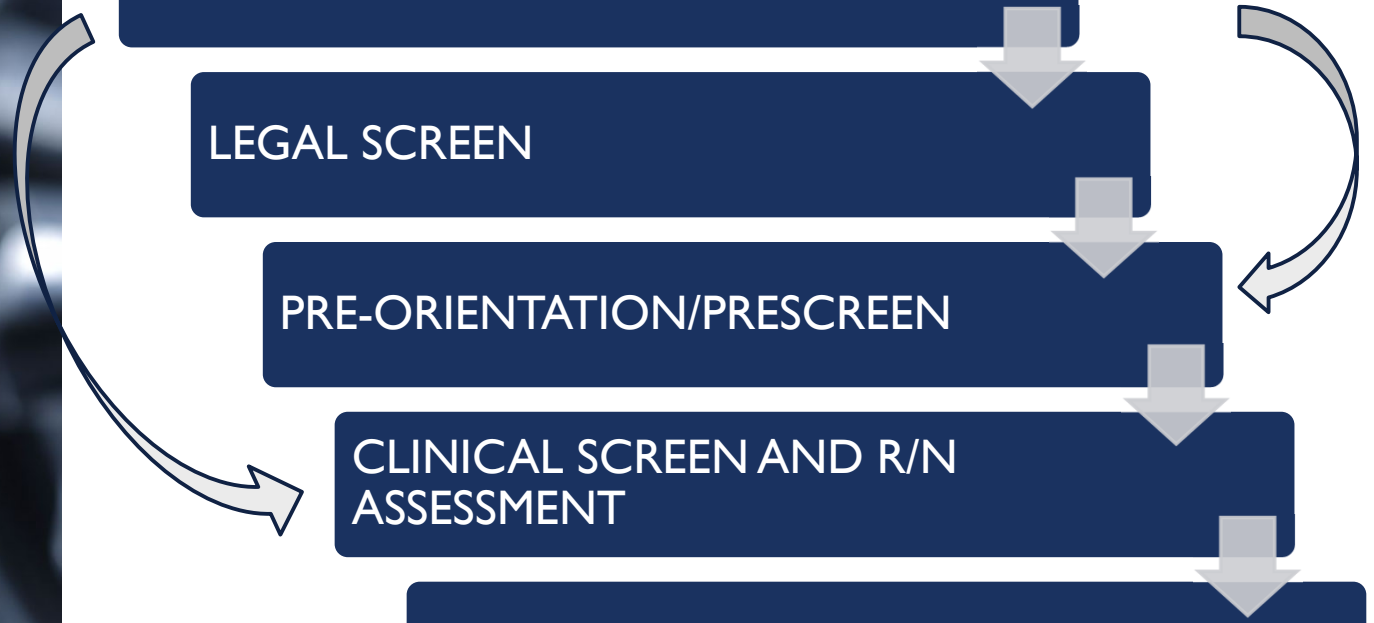 LEGAL SCREEN
PRE-ORIENTATION/PRESCREEN
CLINICAL SCREEN AND R/N
ASSESSMENT